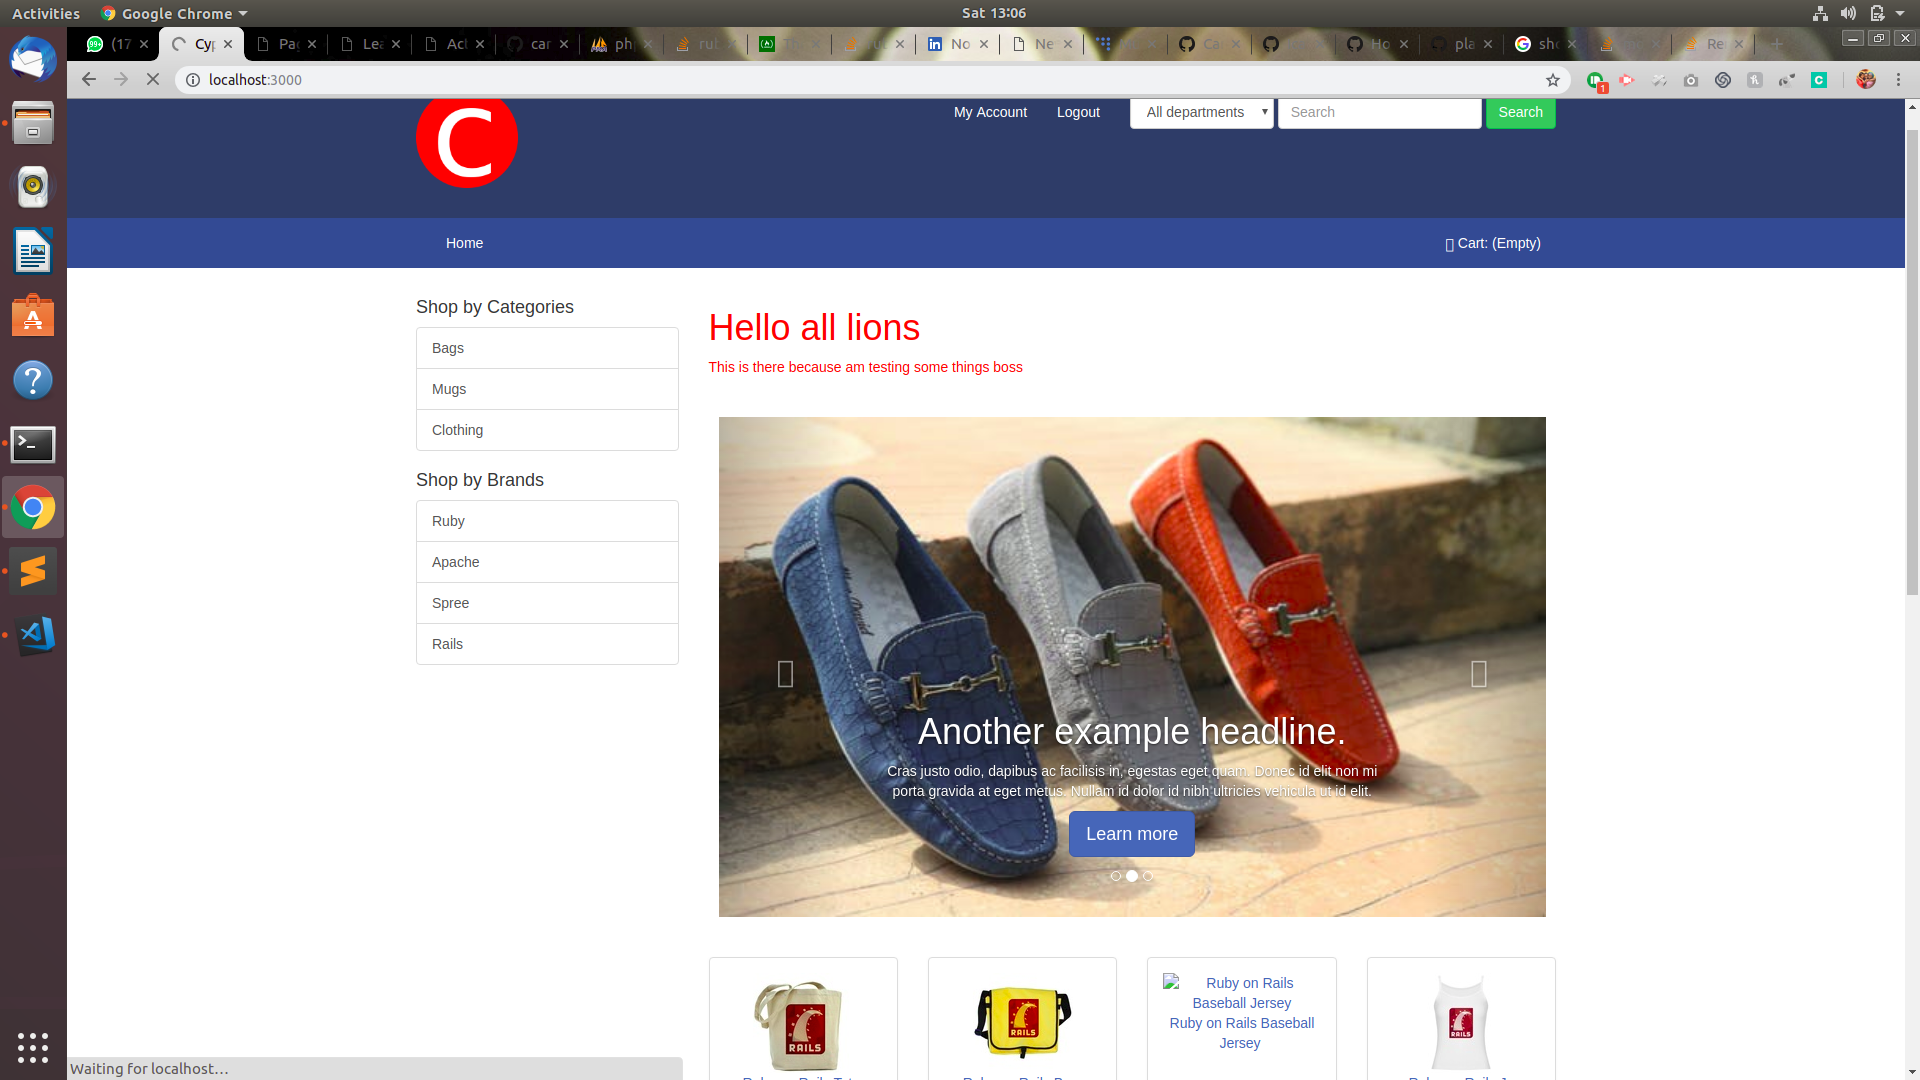 Activities
Google Chrome
Sat 13:06
(17
Cyp
Pa
Lea
Act
car
ph
No
Ne
Ho
pla
sh
Re
localhost:3000
1
C
My Account
Logout
All departments
Search
Search
Home
Cart: (Empty)
Shop by Categories
Bags
Mugs
Clothing
Shop by Brands
Ruby
Apache
Spree
Rails
Hello all lions
This is there because am testing some things boss
Another example headline.
Cras justo odio, dapibus ac facilisis in, egestas eget quam. Donec id elit non mi
porta gravida at eget metus. Nullam id dolor id nibh ultricies vehicula ut id elit.
Learn more
RAILS
RAILS
Ruby on Rails
Baseball Jersey
Ruby on Rails Baseball
Jersey
RAILS
Waiting for localhost...